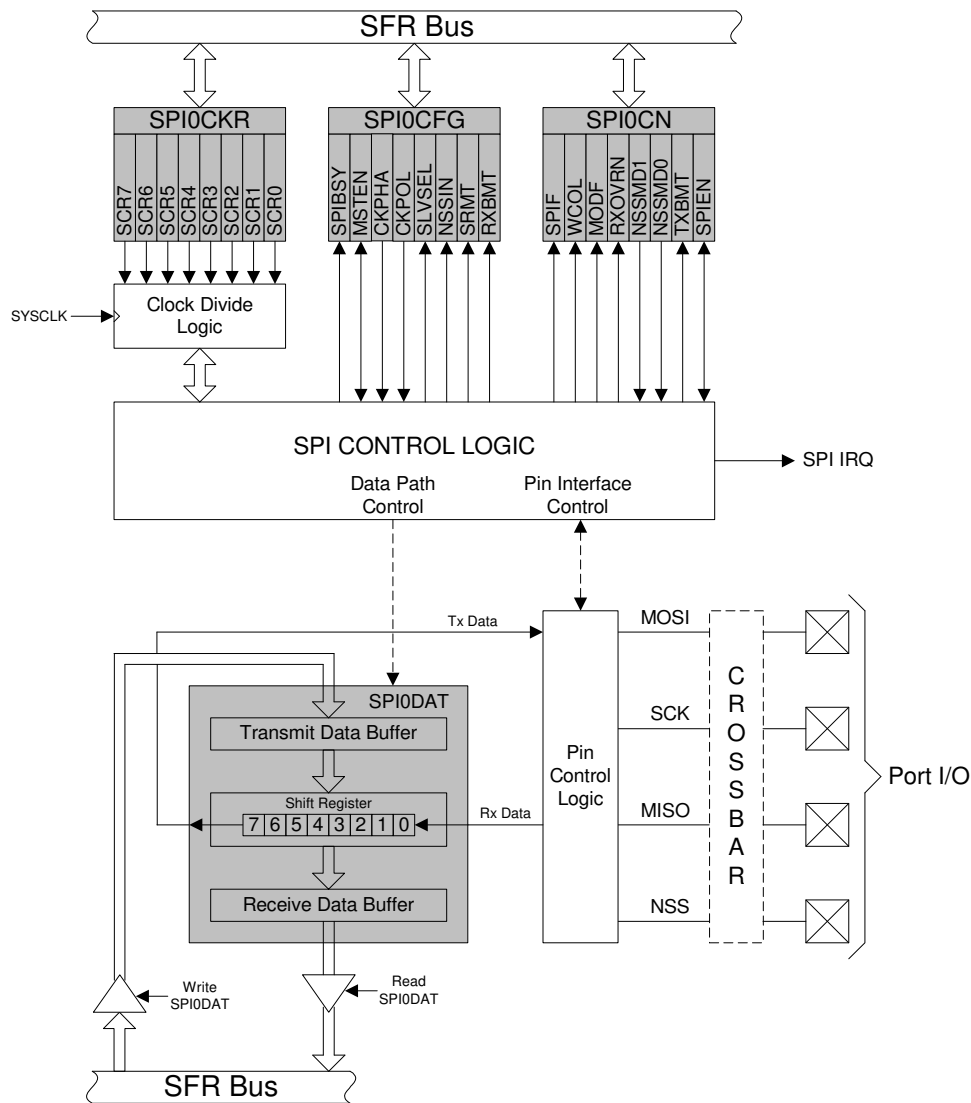 SFR Bus
SPI0CKR
SPI0CFG
SPI0CN
SCR7
SCR6
SCR5
SCR4
SCR3
SCR2
SCR1
SCR0
SPIBSY
MSTEN
CKPHA
CKPOL
SLVSEL
NSSIN
SRMT
RXBMT
SPIF
WCOL
MODF
RXOVRN
NSSMD1
NSSMD0
TXBMT
SPIEN
SYSCLK
Clock Divide
Logic
SPI CONTROL LOGIC
SPI IRQ
Data Path
Control
Pin Interface
Control
Tx Data
MOSI
SPI0DAT
Transmit Data Buffer
SCK
Shift Register
7 6 5 4 3 2 1 0
Rx Data
Pin
Control
Logic
MISO
CROSSBAR
Port I/O
Receive Data Buffer
NSS
Write
SPI0DAT
Read
SPI0DAT
SFR Bus